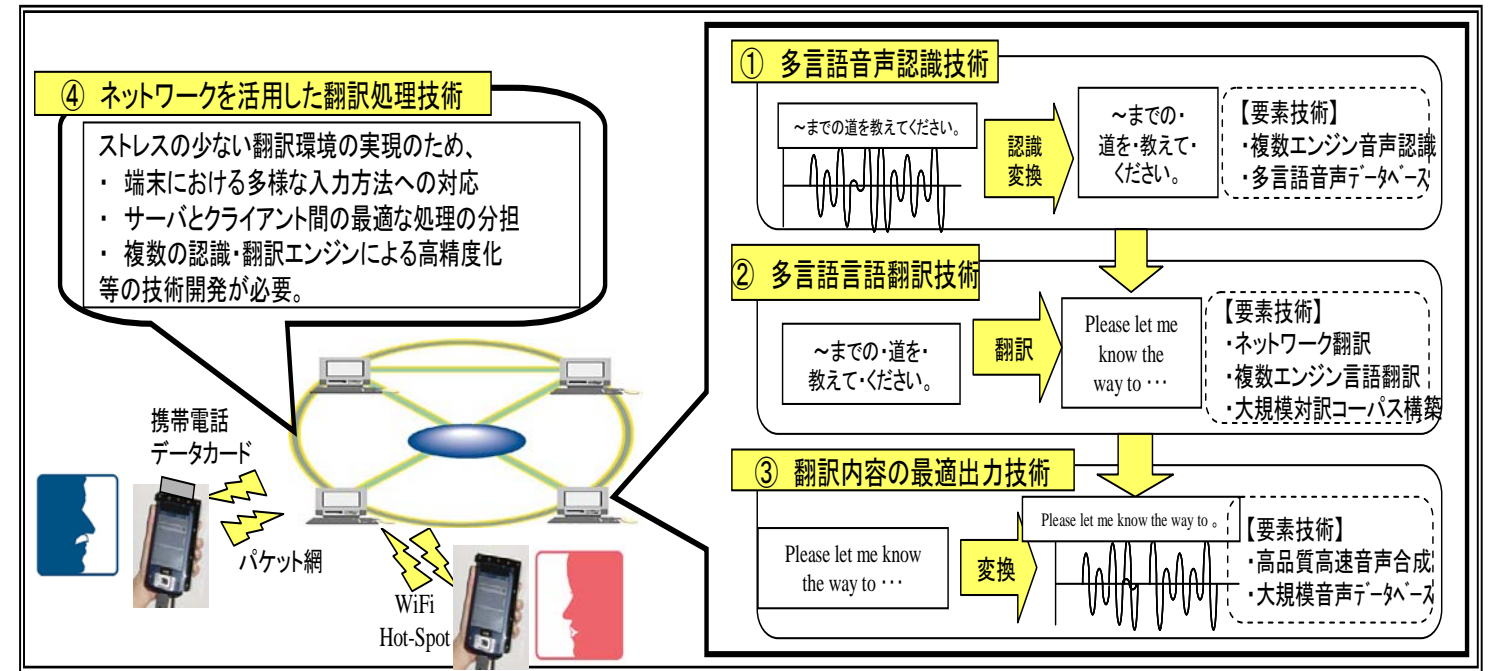 ④ ネットワークを活用した翻訳処理技術
ストレスの少ない翻訳環境の実現のため、
・ 端末における多様な入力方法への対応
・ サーバとクライアント間の最適な処理の分担
・ 複数の認識・翻訳エンジンによる高精度化
等の技術開発が必要。
携帯電話
データカード
パケット網
WiFi
Hot-Spot
① 多言語音声認識技術
～までの道を教えてください。
認識
変換
～までの・
道を・教えて・
ください。
【要素技術】
・複数エンジン音声認識
・多言語音声データベース
② 多言語言語翻訳技術
～までの・道を・
教えて・ください。
翻訳
Please let me
know the
way to ･･･
【要素技術】
・ネットワーク翻訳
・複数エンジン言語翻訳
・大規模対訳コーパス構築
③ 翻訳内容の最適出力技術
Please let me know
the way to ･･･
変換
Please let me know the way to 。
【要素技術】
・高品質高速音声合成
・大規模音声データベース